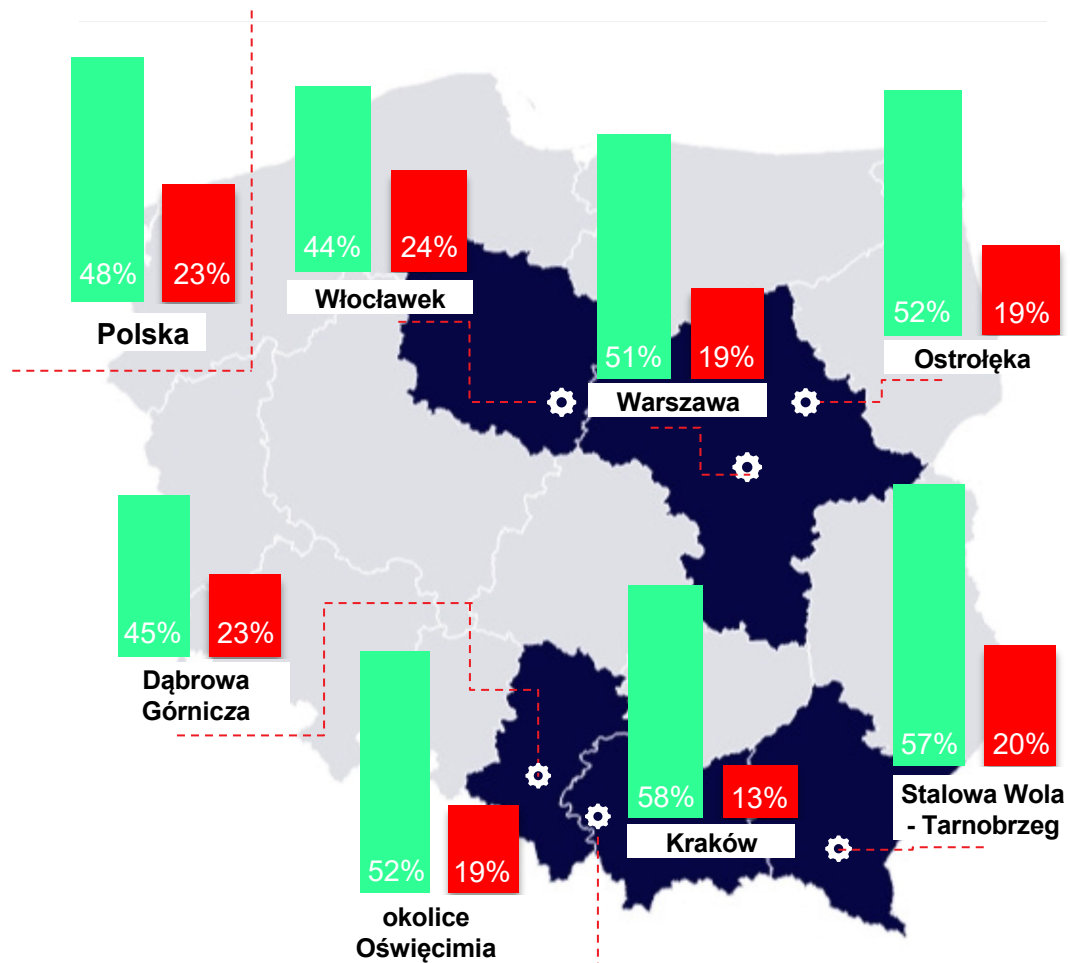 48%
23%
Polska
44%
24%
Włocławek
51%
19%
Warszawa
52%
19%
Ostrołęka
45%
23%
Dąbrowa
Górnicza
52%
19%
okolice
Oświęcimia
58%
13%
Kraków
57%
20%
Stalowa Wola
- Tarnobrzeg